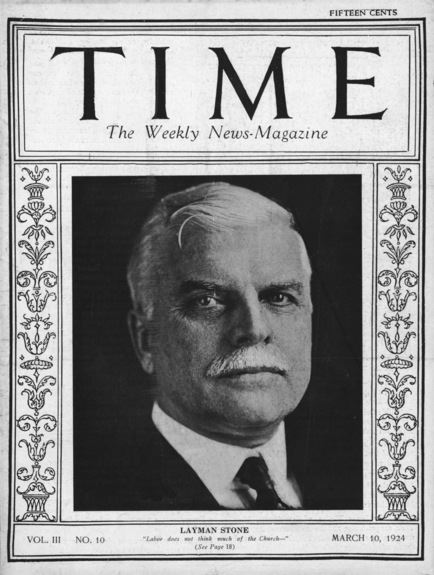 FIFTEEN CENTS
TIME
The Weekly News-Magazine
LAYMAN STONE
VOL. III NO. 10 "Labor does not think much of the Church—" MARCH 10, 1924
(See Page 18)